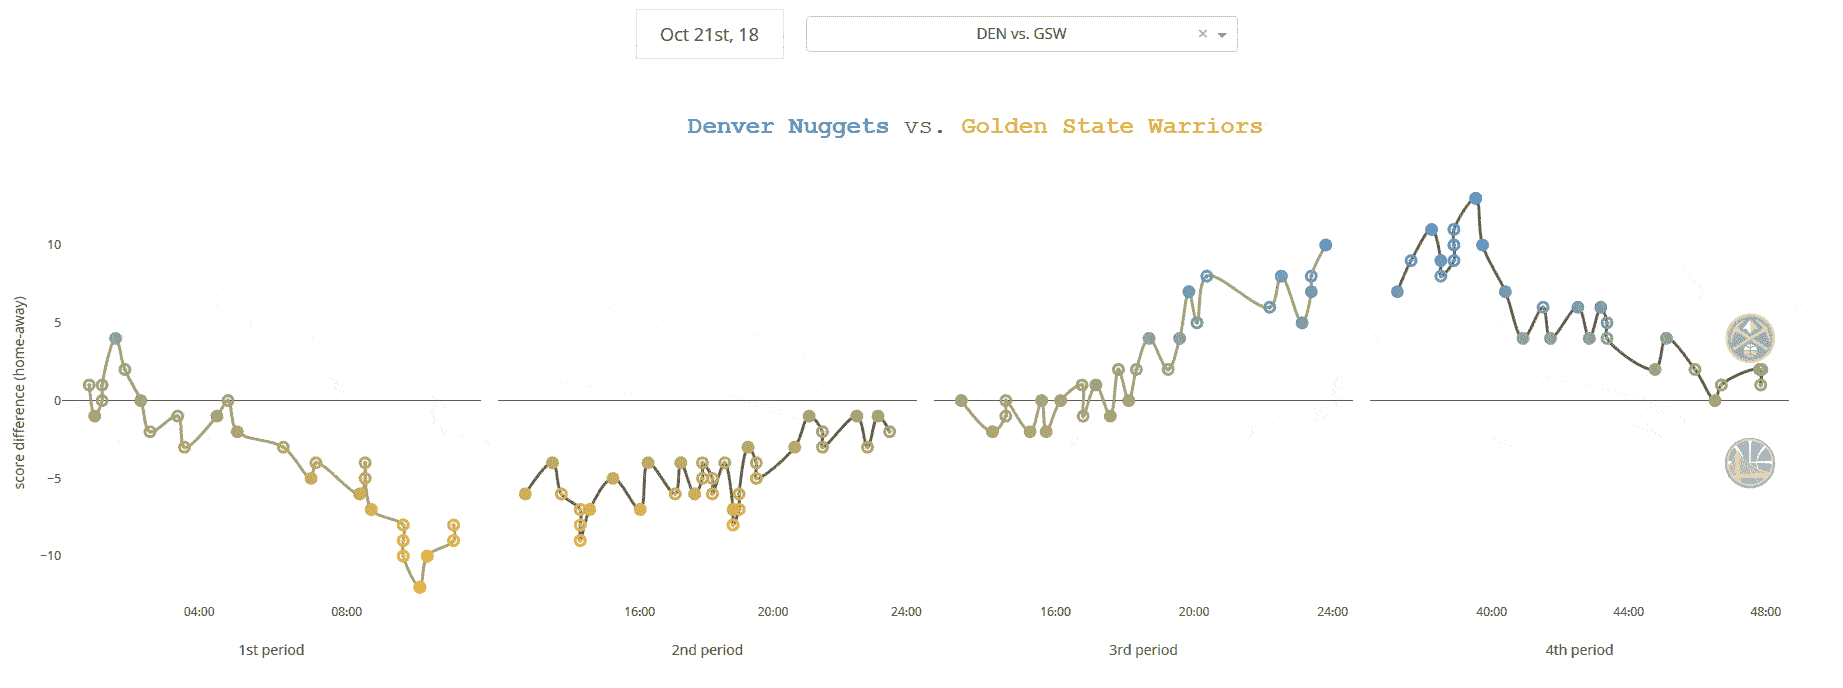 Oct 21st, 18
DEN vs. GSW
×
Denver Nuggets vs. Golden State Warriors
score difference (home-away)
10
5
0
−5
−10
04:00 08:00
16:00 20:00 24:00
16:00 20:00 24:00
40:00 44:00 48:00
1st period
2nd period
3rd period
4th period